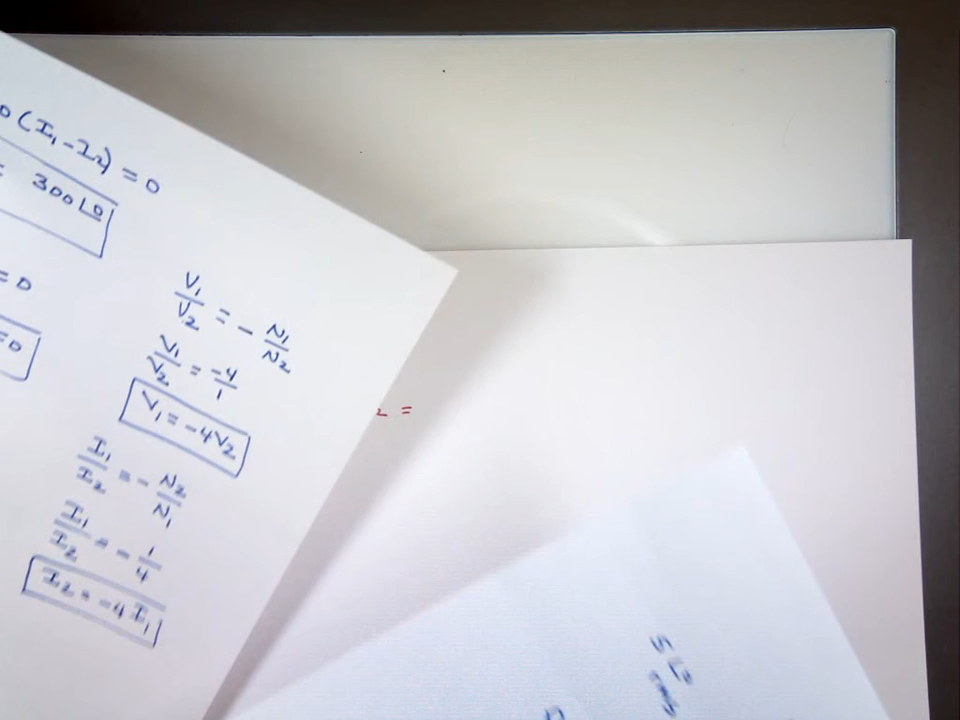 (I₁-I₂) = 0
300∠0
=0
=0
V₁/V₂ = - N₁/N₂
V₁/V₂ = -4/1
V₁ = -4V₂
I₁/I₂ = - N₂/N₁
I₁/I₂ = - 1/4
I₂ = -4I₁
₂ =